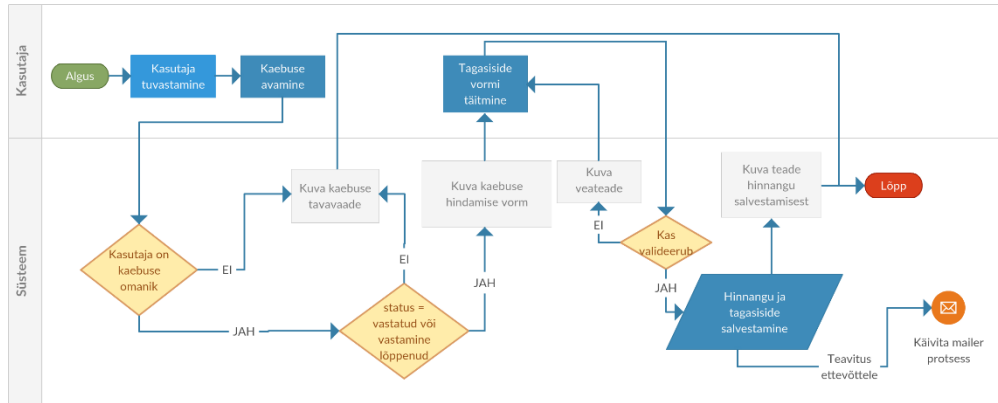 Kasutaja
Algus
Kasutaja
tuvastamine
Kaebuse
avamine
Tagasiside
vormi
täitmine
Süsteem
Kuva kaebuse
tavavaade
Kuva kaebuse
hindamise vorm
Kuva
veateade
Kuva teade
hinnangu
salvestamisest
Lõpp
Kasutaja on
kaebuse
omanik
EI
JAH
status =
vastatud või
vastamine
lõppenud
EI
JAH
EI
Kas
valideerub
JAH
Hinnangu ja
tagasiside
salvestamine
Teavitus
ettevõttele
Käivita mailer
protsess